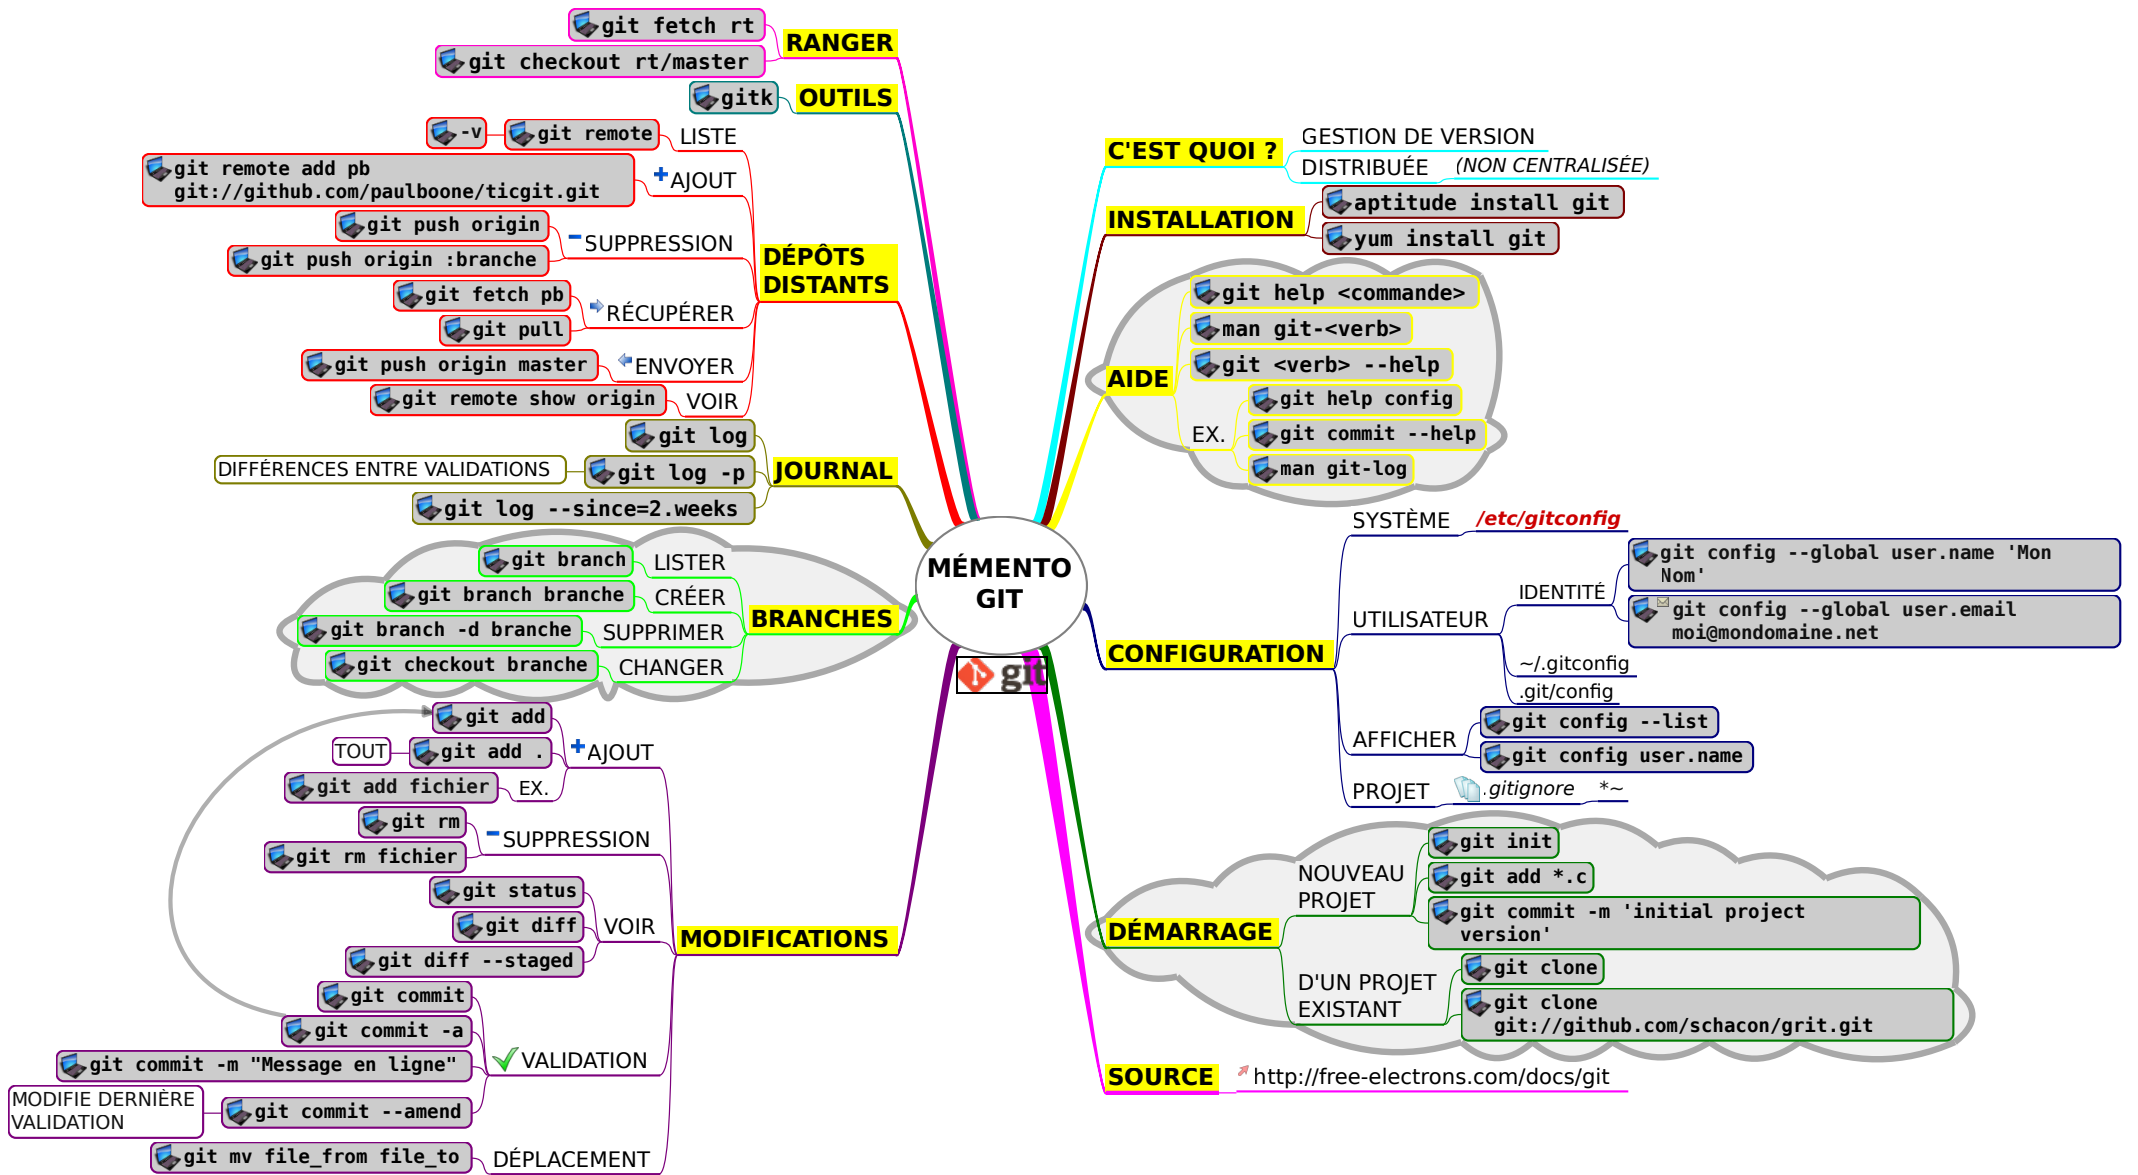 MÉMENTO
GIT
git
RANGER
git fetch rt
git checkout rt/master
OUTILS
gitk
DÉPÔTS
DISTANTS
LISTE
git remote
-v
AJOUT
git remote add pb
git://github.com/paulboone/ticgit.git
SUPPRESSION
git push origin
git push origin :branche
RÉCUPÉRER
git fetch pb
git pull
ENVOYER
git push origin master
VOIR
git remote show origin
JOURNAL
git log
git log -p
DIFFÉRENCES ENTRE VALIDATIONS
git log --since=2.weeks
BRANCHES
LISTER
git branch
CRÉER
git branch branche
SUPPRIMER
git branch -d branche
CHANGER
git checkout branche
MODIFICATIONS
AJOUT
git add
git add .
TOUT
EX.
git add fichier
SUPPRESSION
git rm
git rm fichier
VOIR
git status
git diff
git diff --staged
VALIDATION
git commit
git commit -a
git commit -m "Message en ligne"
git commit --amend
MODIFIE DERNIÈRE
VALIDATION
DÉPLACEMENT
git mv file_from file_to
C'EST QUOI ?
GESTION DE VERSION
DISTRIBUÉE
(NON CENTRALISÉE)
INSTALLATION
aptitude install git
yum install git
AIDE
git help <commande>
man git-<verb>
git <verb> --help
EX.
git help config
git commit --help
man git-log
CONFIGURATION
SYSTÈME
/etc/gitconfig
UTILISATEUR
IDENTITÉ
git config --global user.name 'Mon
Nom'
git config --global user.email
moi@mondomaine.net
~/.gitconfig
.git/config
AFFICHER
git config --list
git config user.name
PROJET
.gitignore
*~
DÉMARRAGE
NOUVEAU
PROJET
git init
git add *.c
git commit -m 'initial project
version'
D'UN PROJET
EXISTANT
git clone
git clone
git://github.com/schacon/grit.git
SOURCE
http://free-electrons.com/docs/git